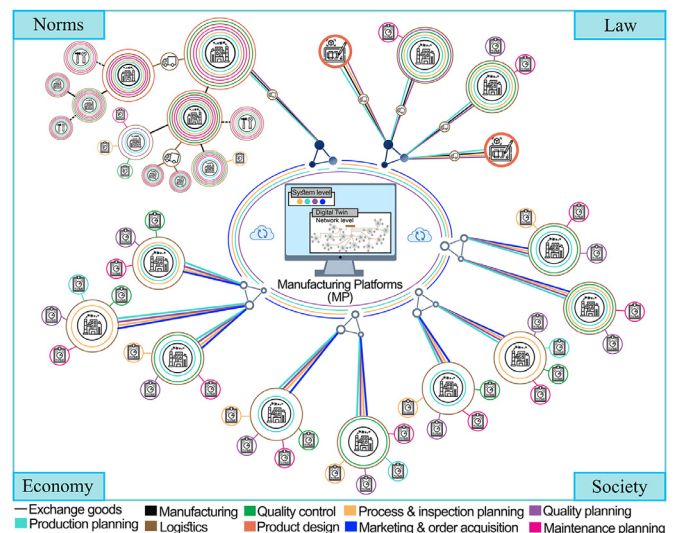 Norms
Law
System level
Digital Twin
Network level
Manufacturing Platforms
(MP)
Economy
Society
Exchange goods
Manufacturing
Quality control
Process & inspection planning
Quality planning
Production planning
Logistics
Product design
Marketing & order acquisition
Maintenance planning